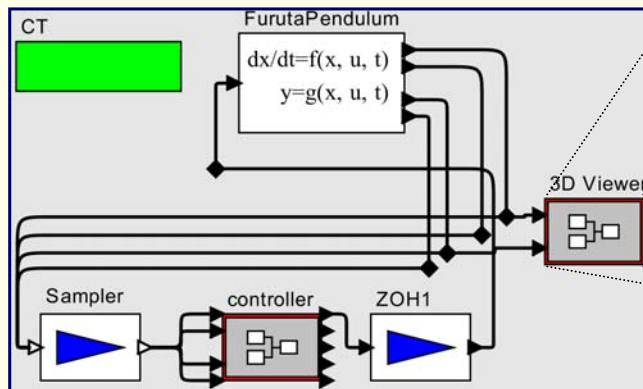 CT
FurutaPendulum
dx/dt=f(x, u, t)
y=g(x, u, t)
3D Viewer
Sampler
controller
ZOH1